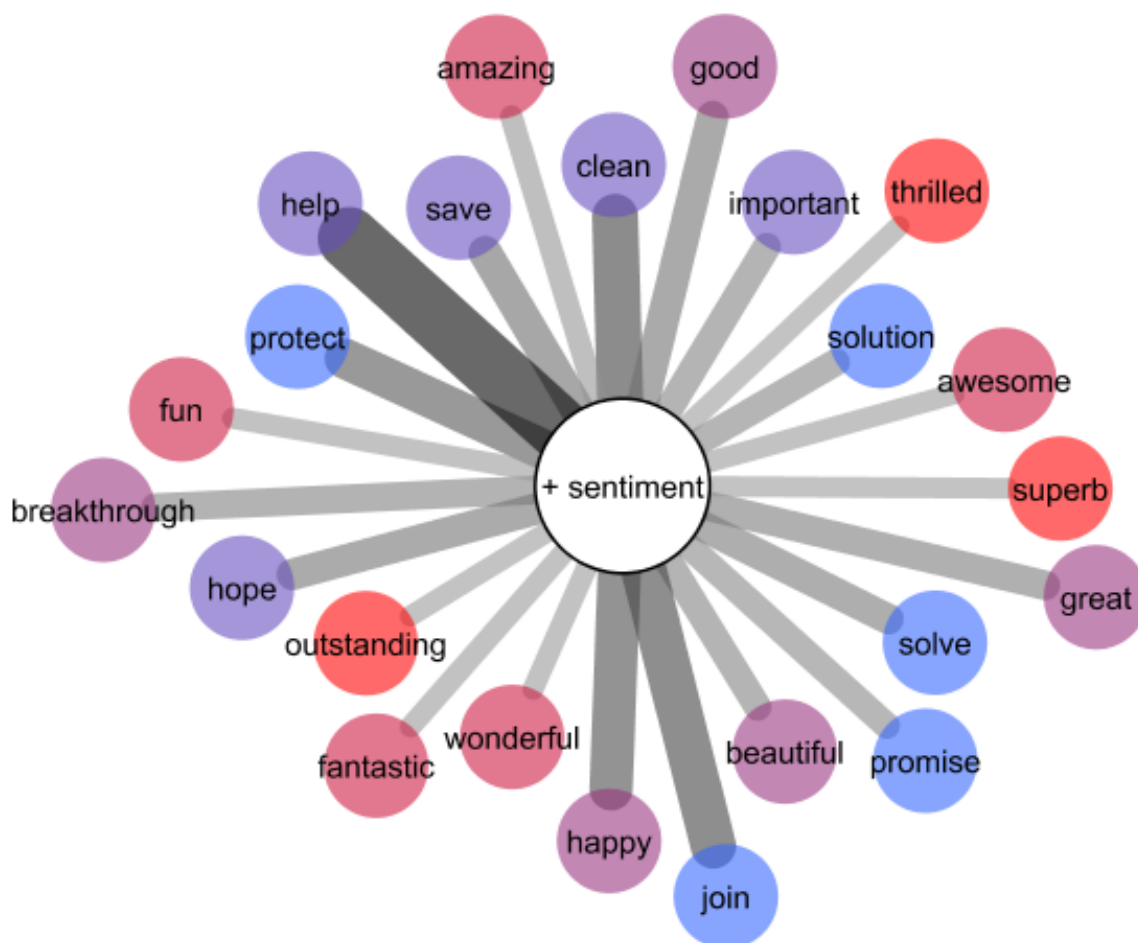 amazing
good
clean
help
save
important
thrilled
protect
solution
fun
awesome
breakthrough
+ sentiment
superb
hope
great
outstanding
solve
wonderful
fantastic
beautiful
promise
happy
join